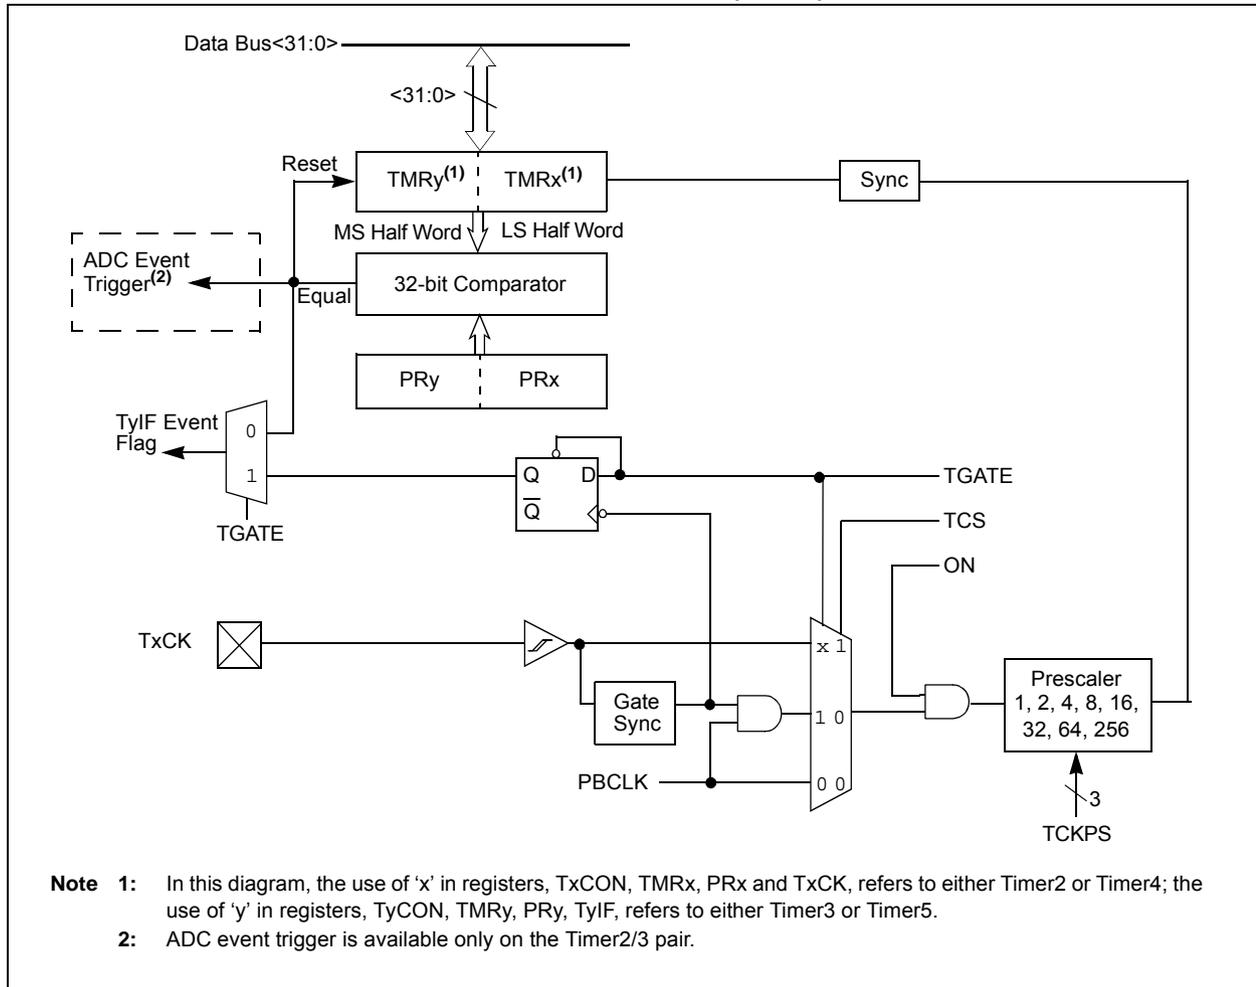 Data Bus<31:0>
<31:0>
Reset
TMRy(1) TMRx(1)
Sync
MS Half Word LS Half Word
ADC Event
Trigger(2)
Equal
32-bit Comparator
PRy PRx
TyIF Event
Flag
0
1
TGATE
Q D
Q
TGATE
TCS
ON
TxCK
x 1
Gate
Sync
1 0
Prescaler
1, 2, 4, 8, 16,
32, 64, 256
PBCLK
0 0
3
TCKPS
Note 1: In this diagram, the use of ‘x’ in registers, TxCON, TMRx, PRx and TxCK, refers to either Timer2 or Timer4; the
use of ‘y’ in registers, TyCON, TMRy, PRy, TyIF, refers to either Timer3 or Timer5.
2: ADC event trigger is available only on the Timer2/3 pair.